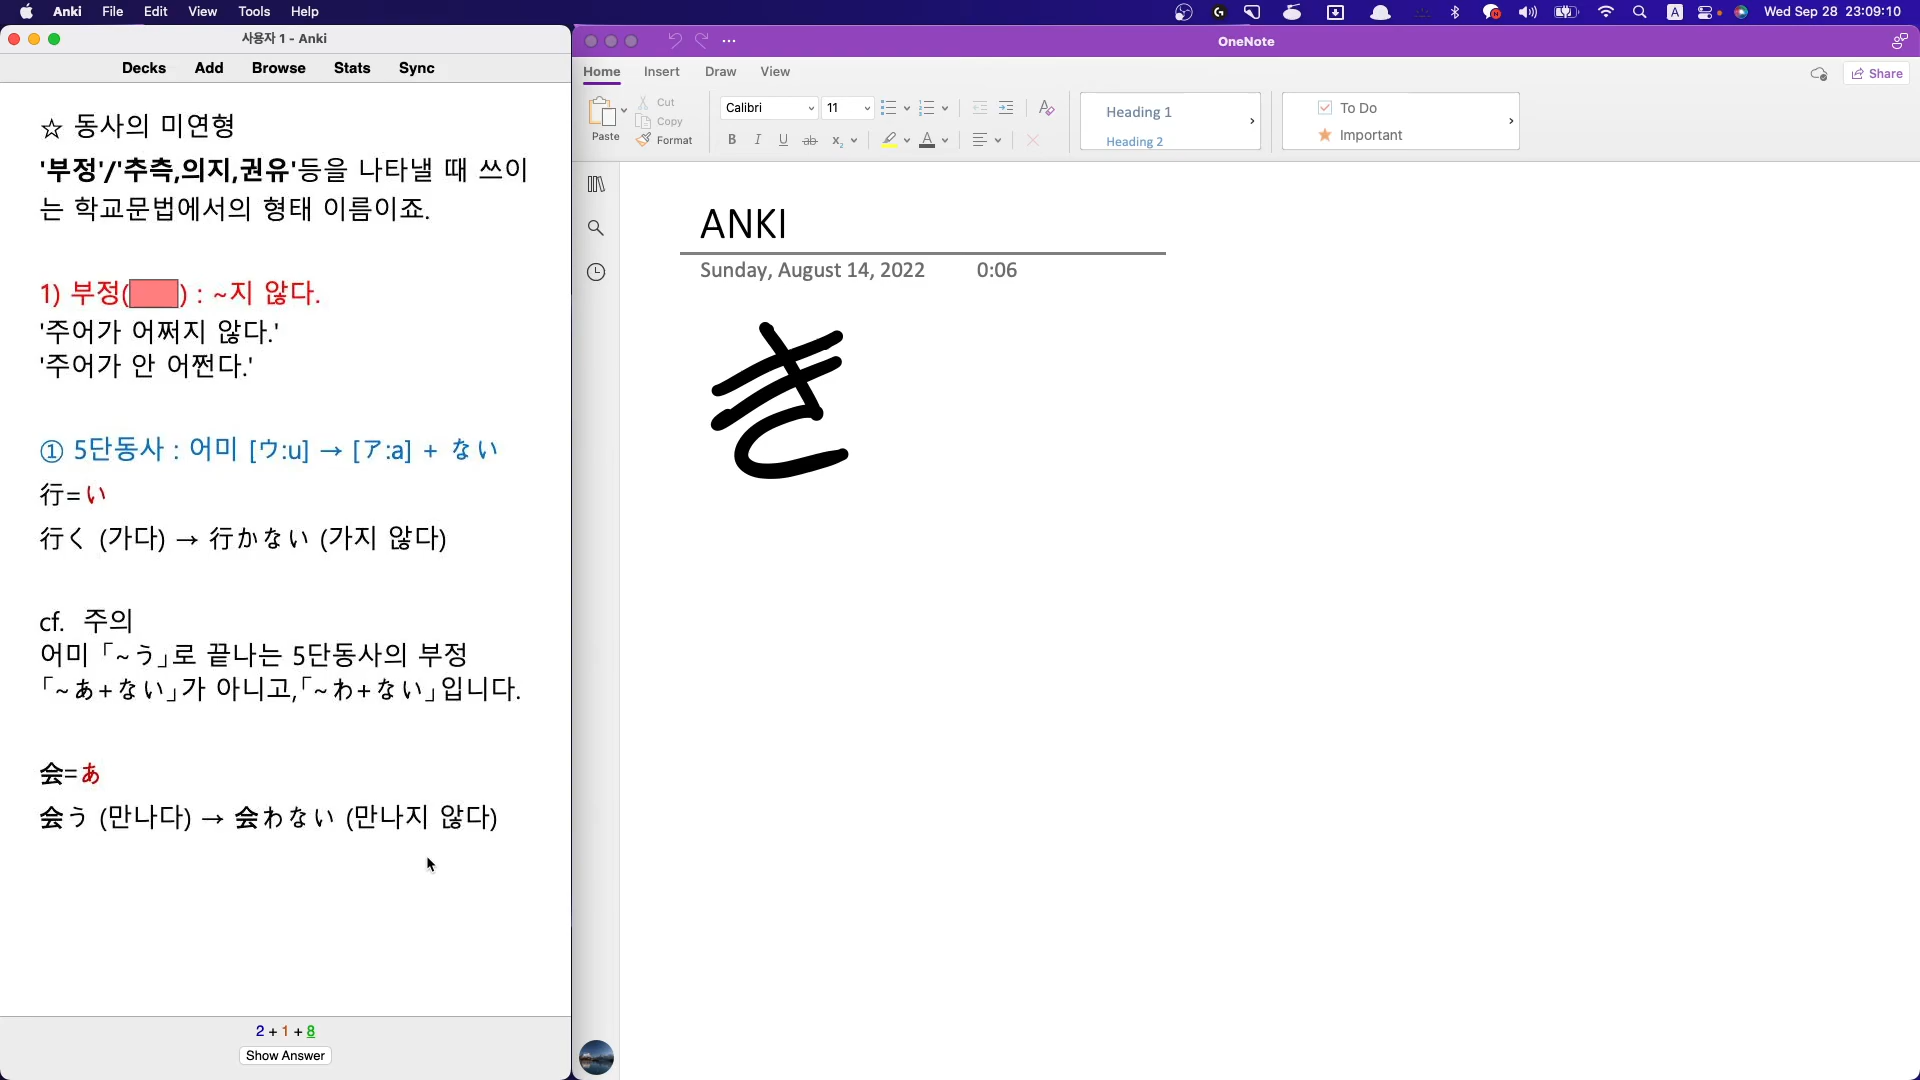 Anki File Edit View Tools Help
A Wed Sep 28 23:09:10
사용자 1 - Anki
Decks Add Browse Stats Sync
☆ 동사의 미연형
'부정'/'추측,의지,권유'등을 나타낼 때 쓰이
는 학교문법에서의 형태 이름이죠.
1) 부정( ) : ~지 않다.
'주어가 어쩌지 않다.'
'주어가 안 어쩐다.'
① 5단동사 : 어미 [ウ:u] → [ア:a] + ない
行=い
行く (가다) → 行かない (가지 않다)
cf. 주의
어미「~う」로 끝나는 5단동사의 부정
「~あ+ない」가 아니고,「~わ+ない」입니다.
会=あ
会う (만나다) → 会わない (만나지 않다)
2 + 1 + 8
Show Answer
OneNote
Home Insert Draw View
Share
Paste
Cut
Copy
Format
Calibri 11
B I U ab x₂ A
Heading 1
Heading 2
To Do
Important
ANKI
Sunday, August 14, 2022 0:06
き